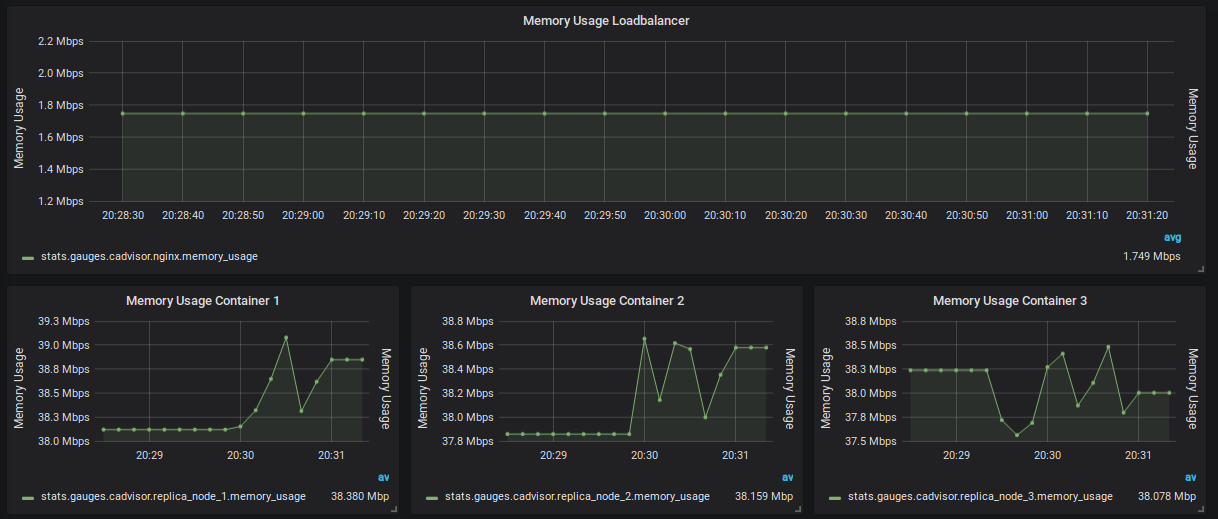 Memory Usage Loadbalancer
2.2 Mbps
2.0 Mbps
1.8 Mbps
1.6 Mbps
1.4 Mbps
1.2 Mbps
Memory Usage
Memory Usage
20:28:30 20:28:40 20:28:50 20:29:00 20:29:10 20:29:20 20:29:30 20:29:40 20:29:50 20:30:00 20:30:10 20:30:20 20:30:30 20:30:40 20:30:50 20:31:00 20:31:10 20:31:20
avg
stats.gauges.cadvisor.nginx.memory_usage 1.749 Mbps
Memory Usage Container 1
39.3 Mbps
39.0 Mbps
38.8 Mbps
38.5 Mbps
38.3 Mbps
38.0 Mbps
Memory Usage
Memory Usage
20:29 20:30 20:31
av
stats.gauges.cadvisor.replica_node_1.memory_usage 38.380 Mbp
Memory Usage Container 2
38.8 Mbps
38.6 Mbps
38.4 Mbps
38.2 Mbps
38.0 Mbps
37.8 Mbps
Memory Usage
Memory Usage
20:29 20:30 20:31
av
stats.gauges.cadvisor.replica_node_2.memory_usage 38.159 Mbp
Memory Usage Container 3
38.8 Mbps
38.5 Mbps
38.3 Mbps
38.0 Mbps
37.8 Mbps
37.5 Mbps
Memory Usage
Memory Usage
20:29 20:30 20:31
av
stats.gauges.cadvisor.replica_node_3.memory_usage 38.078 Mbp